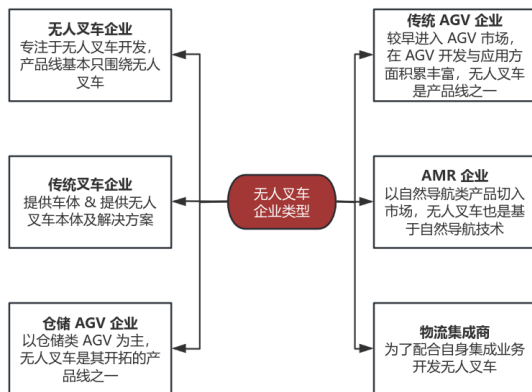 无人叉车企业
专注于无人叉车开发，
产品线基本只围绕无人
叉车
传统叉车企业
提供车体 & 提供无人
叉车本体及解决方案
仓储 AGV 企业
以仓储类 AGV 为主，
无人叉车是其开拓的产
品线之一
无人叉车
企业类型
传统 AGV 企业
较早进入 AGV 市场，
在 AGV 开发与应用方
面积累丰富，无人叉车
是产品线之一
AMR 企业
以自然导航类产品切入
市场，无人叉车也是基
于自然导航技术
物流集成商
为了配合自身集成业务
开发无人叉车